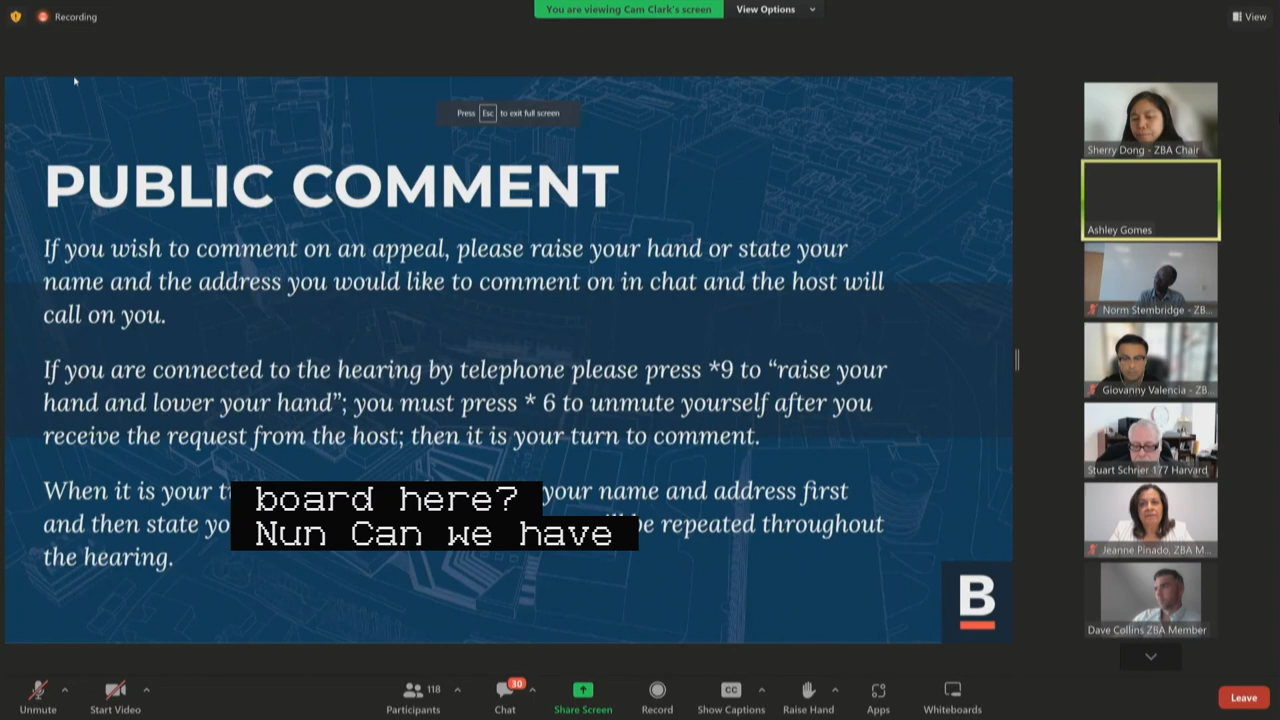 Recording
You are viewing Cam Clark's screen
View Options
View
Press Esc to exit full screen
PUBLIC COMMENT
If you wish to comment on an appeal, please raise your hand or state your
name and the address you would like to comment on in chat and the host will
call on you.
If you are connected to the hearing by telephone please press *9 to “raise your
hand and lower your hand”; you must press * 6 to unmute yourself after you
receive the request from the host; then it is your turn to comment.
When it is your
your name and address first
and then state
be repeated throughout
the hearing.
board here?
Nun Can we have
B
Sherry Dong - ZBA Chair
Ashley Gomes
Norm Stembridge - ZB...
Giovanny Valencia - ZB...
Stuart Schrier 177 Harvard
Jeanne Pinado, ZBA M...
Dave Collins ZBA Member
Unmute
Start Video
118
Participants
30
Chat
Share Screen
Record
CC
Show Captions
Raise Hand
Apps
Whiteboards
Leave